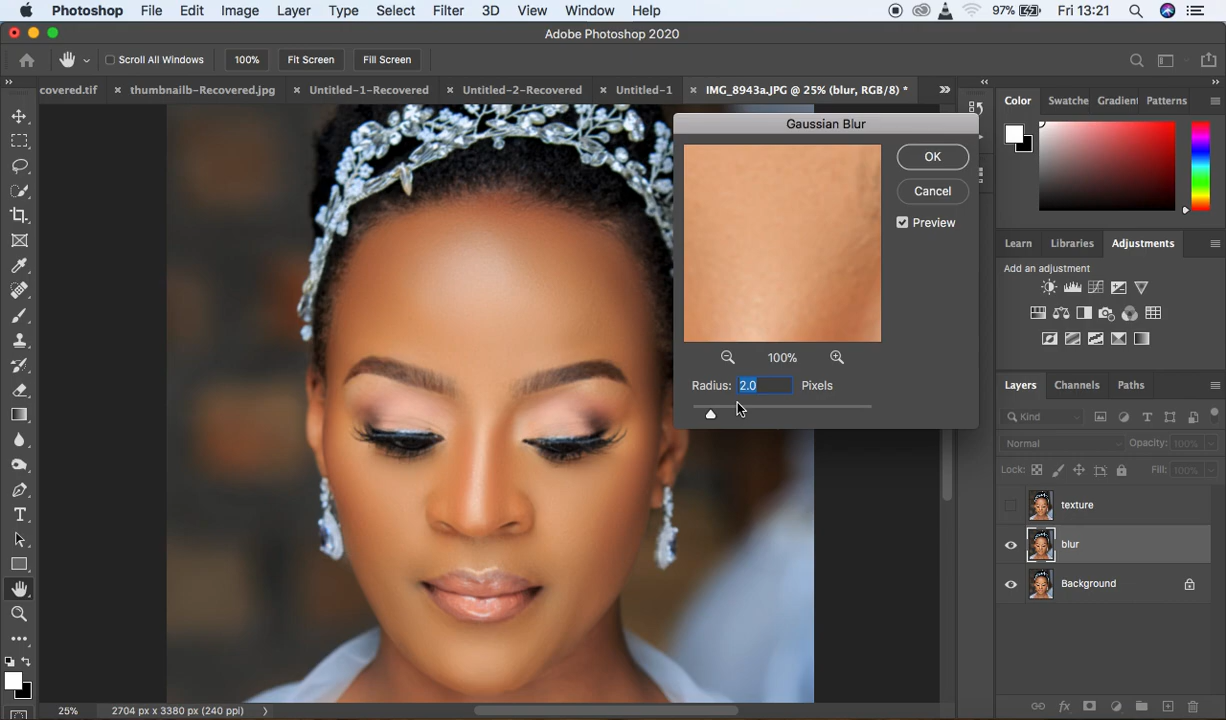 Photoshop File Edit Image Layer Type Select Filter 3D View Window Help 97% Fri 13:21
Adobe Photoshop 2020
Scroll All Windows 100% Fit Screen Fill Screen
covered.tif × thumbnailb-Recovered.jpg × Untitled-1-Recovered × Untitled-2-Recovered × Untitled-1 × IMG_8943a.JPG @ 25% (blur, RGB/8) *
Color Swatche Gradient Patterns
Gaussian Blur
OK
Cancel
Preview
100%
Radius: 2.0 Pixels
Learn Libraries Adjustments
Add an adjustment
Layers Channels Paths
Kind
Normal Opacity: 100%
Lock: Fill: 100%
texture
blur
Background
fx
25% 2704 px x 3380 px (240 ppi)